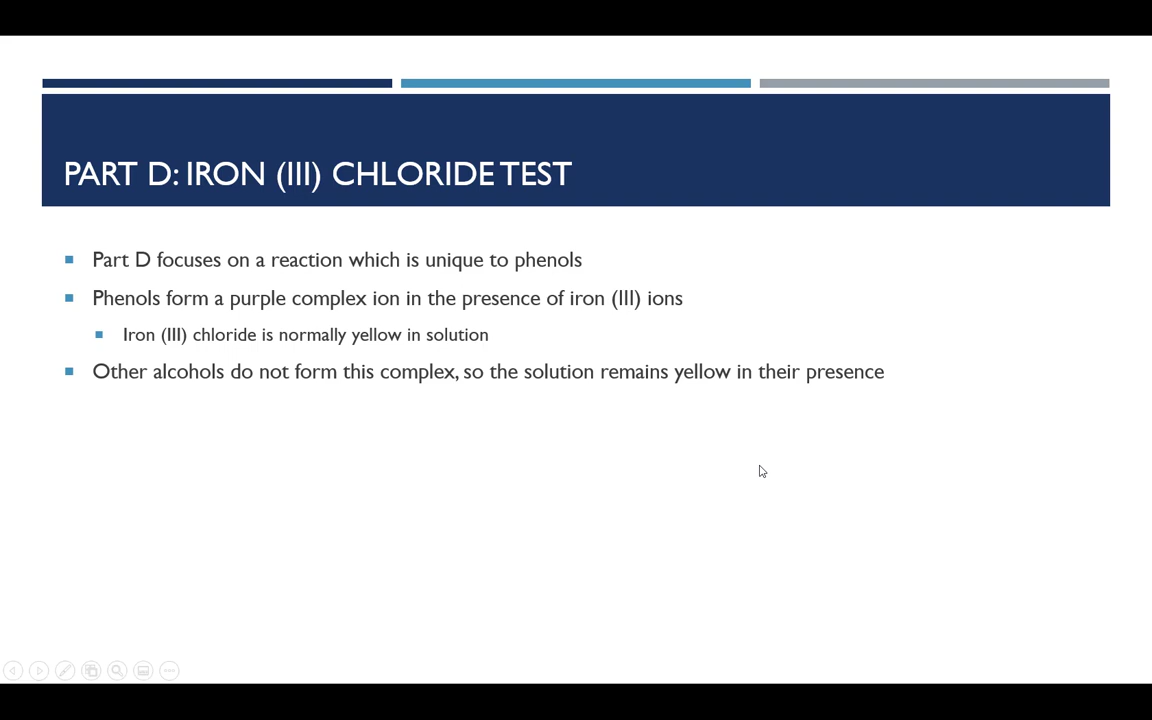 PART D: IRON (III) CHLORIDE TEST
Part D focuses on a reaction which is unique to phenols
Phenols form a purple complex ion in the presence of iron (III) ions
Iron (III) chloride is normally yellow in solution
Other alcohols do not form this complex, so the solution remains yellow in their presence